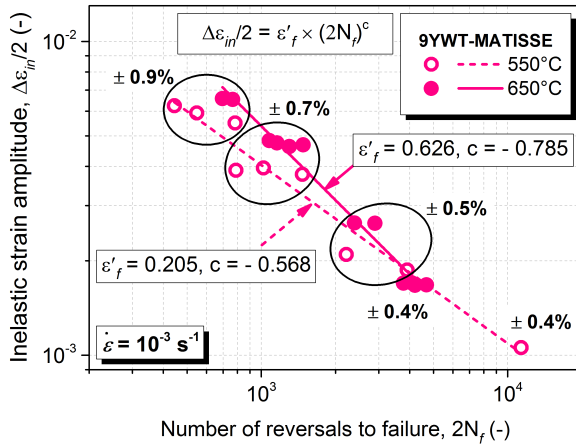 Δε_in/2 = ε′_f × (2N_f)^c
9YWT-MATISSE
550°C
650°C
± 0.9%
± 0.7%
ε′_f = 0.626, c = - 0.785
± 0.5%
ε′_f = 0.205, c = - 0.568
± 0.4%
± 0.4%
ε̇ = 10^-3 s^-1
Inelastic strain amplitude, Δε_in/2 (-)
10^-2
10^-3
10^3
10^4
Number of reversals to failure, 2N_f (-)